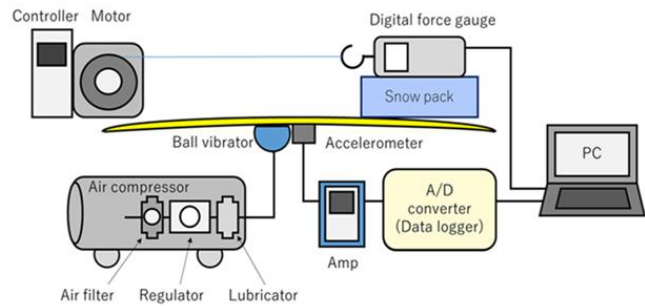 Controller Motor
Digital force gauge
Snow pack
Ball vibrator
Accelerometer
PC
Air compressor
A/D
converter
(Data logger)
Amp
Air filter
Regulator
Lubricator